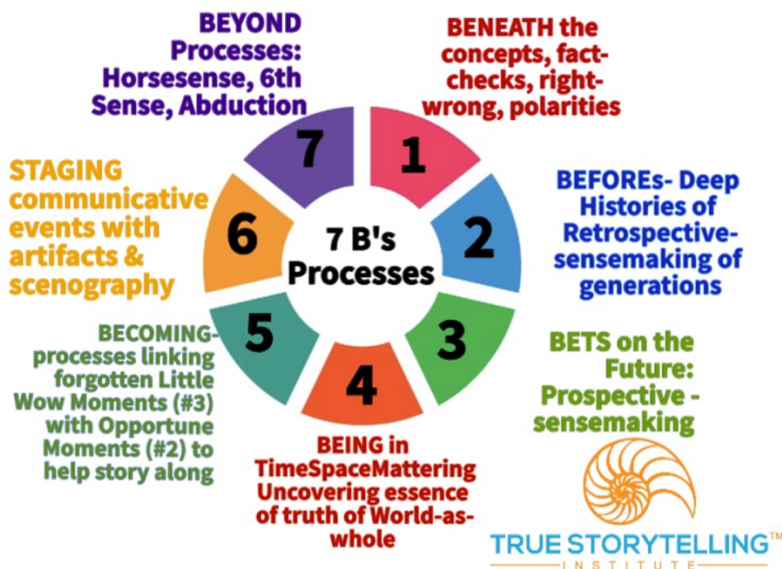 BEYOND
Processes:
Horsesense, 6th
Sense, Abduction
BENEATH the
concepts, fact-
checks, right-
wrong, polarities
7
1
STAGING
communicative
events with
artifacts &
scenography
6
7 B's
Processes
2
BEFOREs- Deep
Histories of
Retrospective-
sensemaking of
generations
BECOMING-
processes linking
forgotten Little
Wow Moments (#3)
with Opportune
Moments (#2) to
help story along
5
4
3
BETS on the
Future:
Prospective -
sensemaking
BEING in
TimeSpaceMattering
Uncovering essence
of truth of World-as-
whole
TRUE STORYTELLING™
INSTITUTE